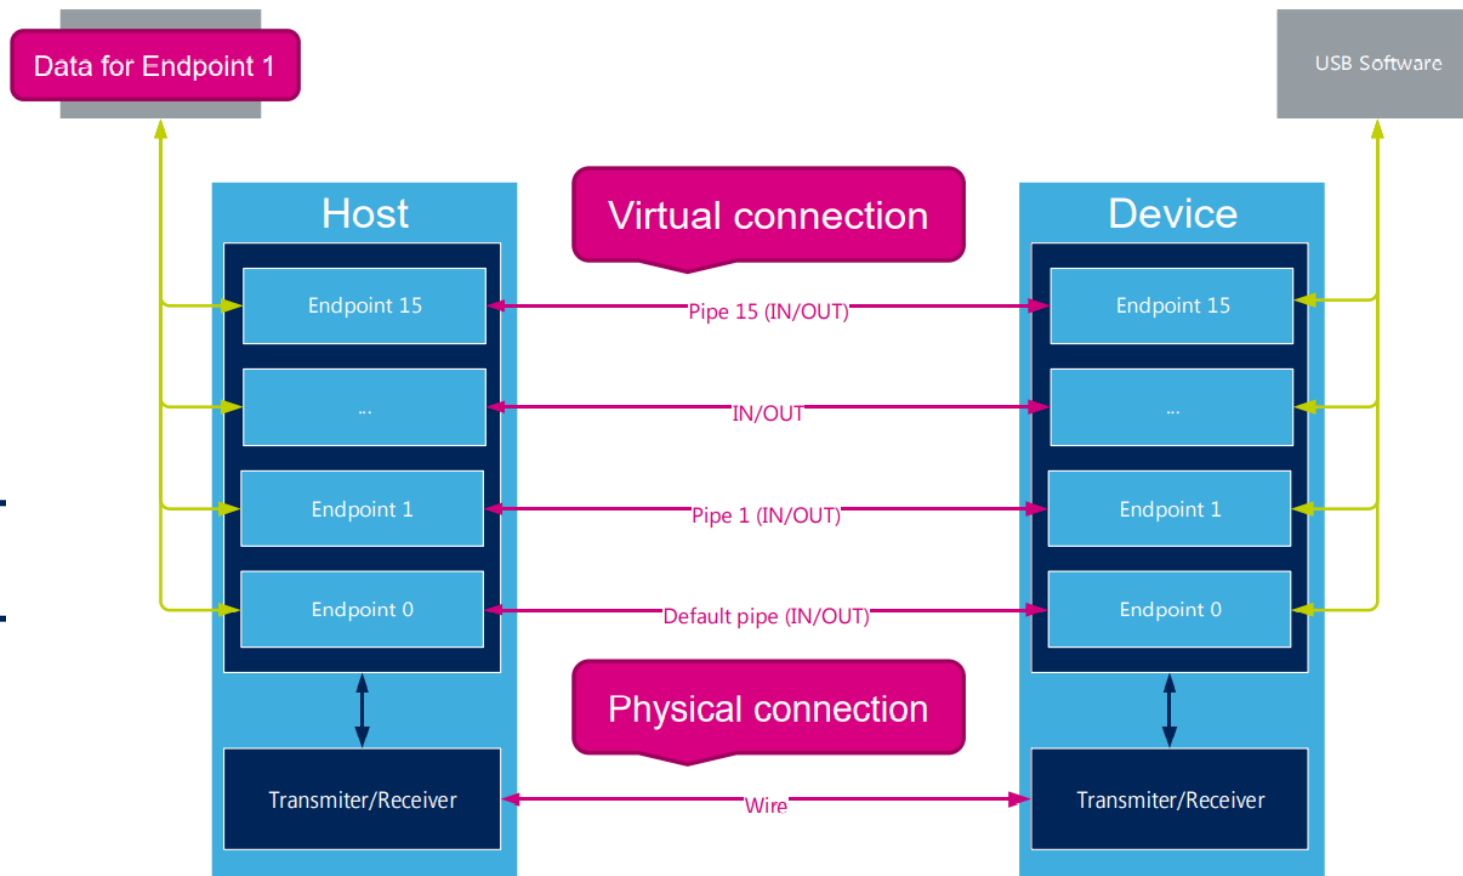 Data for Endpoint 1
USB Software
Host
Virtual connection
Device
Endpoint 15
Pipe 15 (IN/OUT)
Endpoint 15
...
IN/OUT
...
Endpoint 1
Pipe 1 (IN/OUT)
Endpoint 1
Endpoint 0
Default pipe (IN/OUT)
Endpoint 0
Physical connection
Transmiter/Receiver
Wire
Transmiter/Receiver